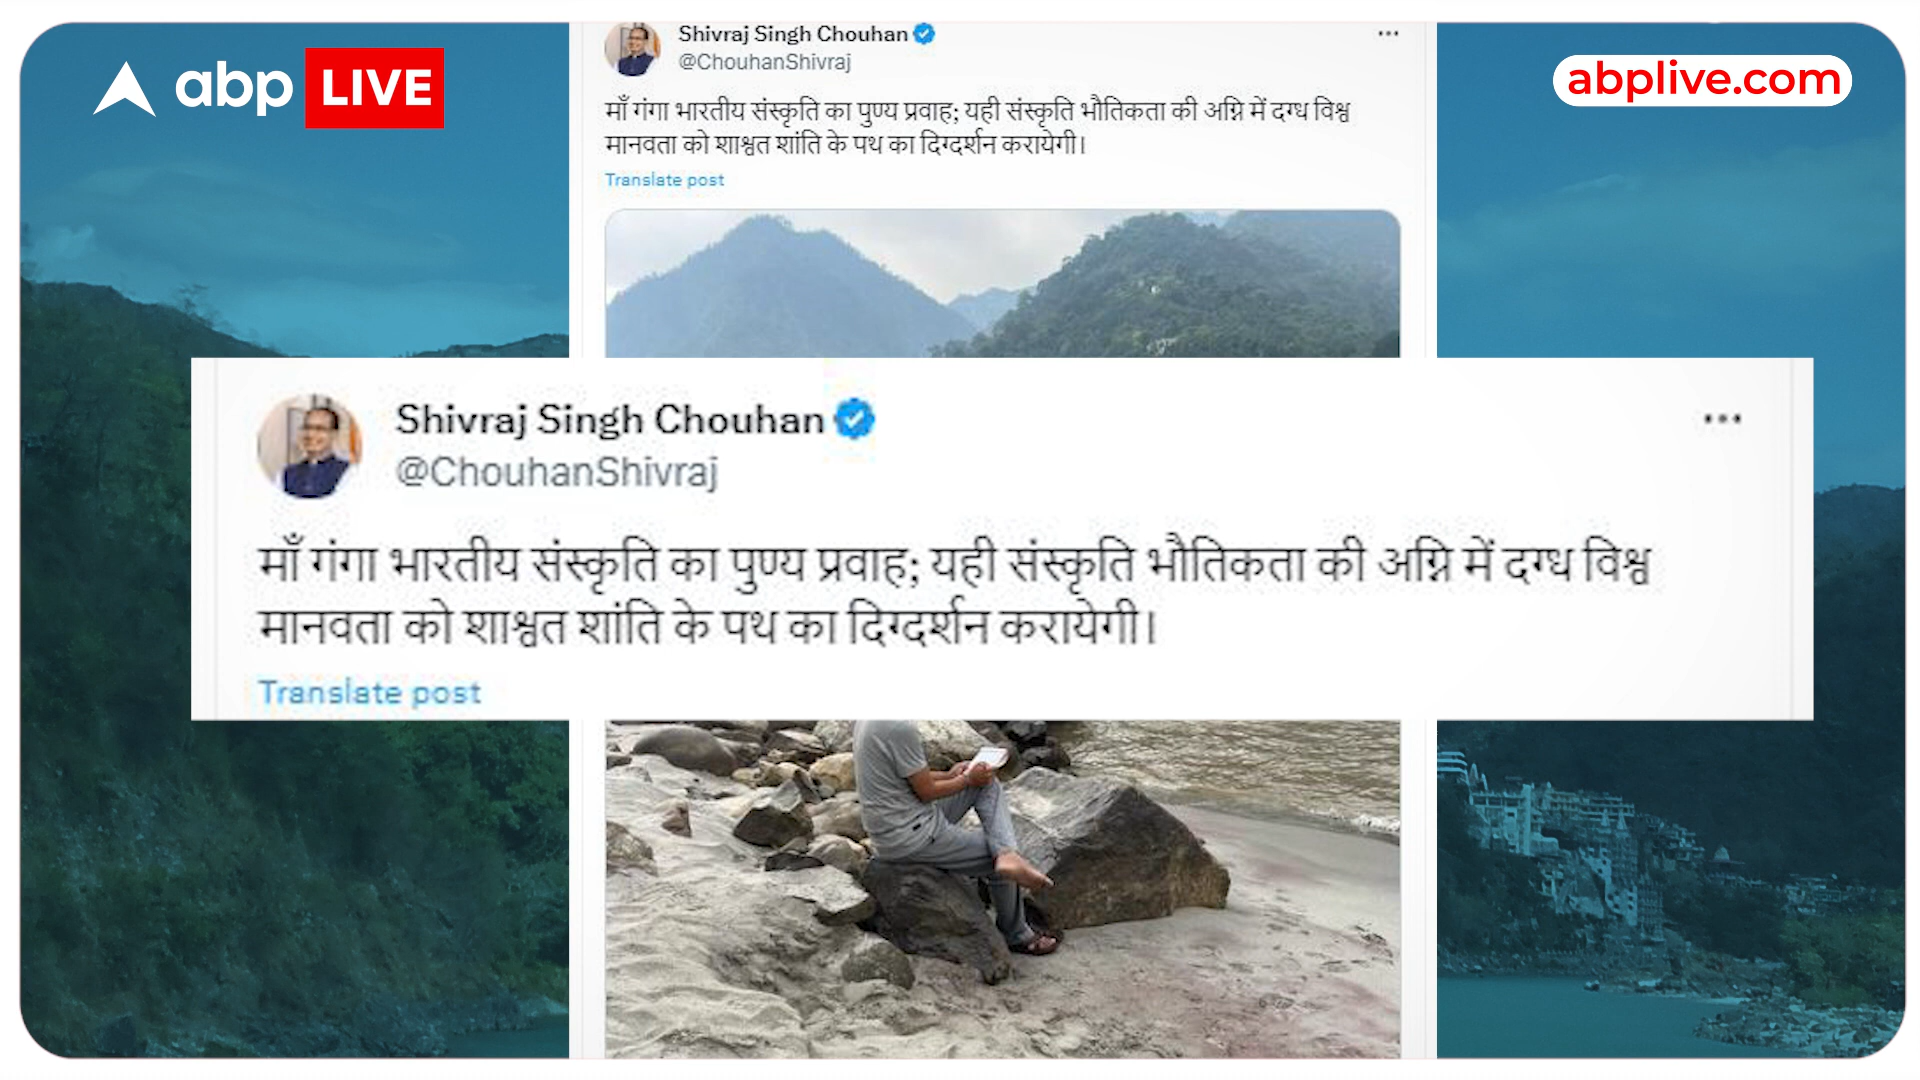 abp LIVE
abplive.com
Shivraj Singh Chouhan
@ChouhanShivraj
माँ गंगा भारतीय संस्कृति का पुण्य प्रवाह; यही संस्कृति भौतिकता की अग्नि में दग्ध विश्व
मानवता को शाश्वत शांति के पथ का दिग्दर्शन करायेगी।
Translate post
Shivraj Singh Chouhan
@ChouhanShivraj
माँ गंगा भारतीय संस्कृति का पुण्य प्रवाह; यही संस्कृति भौतिकता की अग्नि में दग्ध विश्व
मानवता को शाश्वत शांति के पथ का दिग्दर्शन करायेगी।
Translate post